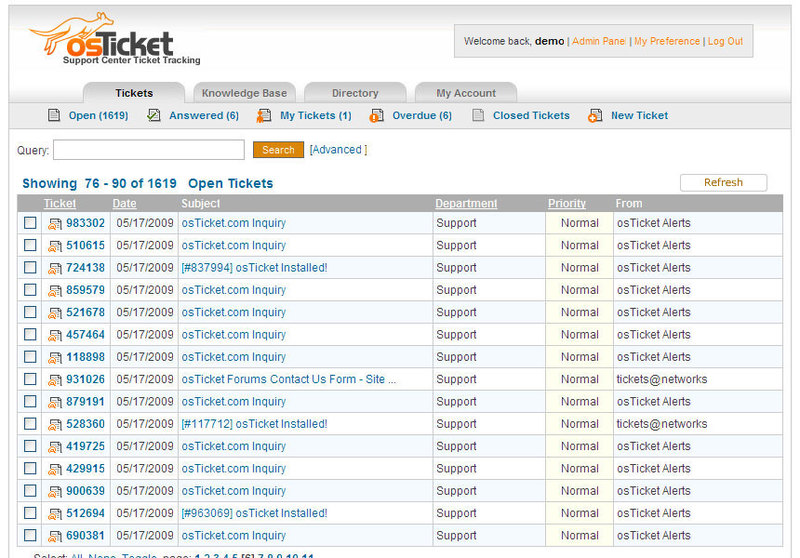 osTicket
Support Center Ticket Tracking
Welcome back, demo | Admin Panel | My Preference | Log Out
Tickets Knowledge Base Directory My Account
Open (1619) Answered (6) My Tickets (1) Overdue (6) Closed Tickets New Ticket
Query: Search [Advanced ]
Showing 76 - 90 of 1619 Open Tickets Refresh
Ticket Date Subject Department Priority From
983302 05/17/2009 osTicket.com Inquiry Support Normal osTicket Alerts
510615 05/17/2009 osTicket.com Inquiry Support Normal osTicket Alerts
724138 05/17/2009 [#837994] osTicket Installed! Support Normal osTicket Alerts
859579 05/17/2009 osTicket.com Inquiry Support Normal osTicket Alerts
521678 05/17/2009 osTicket.com Inquiry Support Normal osTicket Alerts
457464 05/17/2009 osTicket.com Inquiry Support Normal osTicket Alerts
118898 05/17/2009 osTicket.com Inquiry Support Normal osTicket Alerts
931026 05/17/2009 osTicket Forums Contact Us Form - Site ... Support Normal tickets@networks
879191 05/17/2009 osTicket.com Inquiry Support Normal osTicket Alerts
528360 05/17/2009 [#117712] osTicket Installed! Support Normal tickets@networks
419725 05/17/2009 osTicket.com Inquiry Support Normal osTicket Alerts
429915 05/17/2009 osTicket.com Inquiry Support Normal osTicket Alerts
900639 05/17/2009 osTicket.com Inquiry Support Normal osTicket Alerts
512694 05/17/2009 [#963069] osTicket Installed! Support Normal osTicket Alerts
690381 05/17/2009 osTicket.com Inquiry Support Normal osTicket Alerts
Select: All None Toggle page: 1 2 3 4 5 [6] 7 8 9 10 11